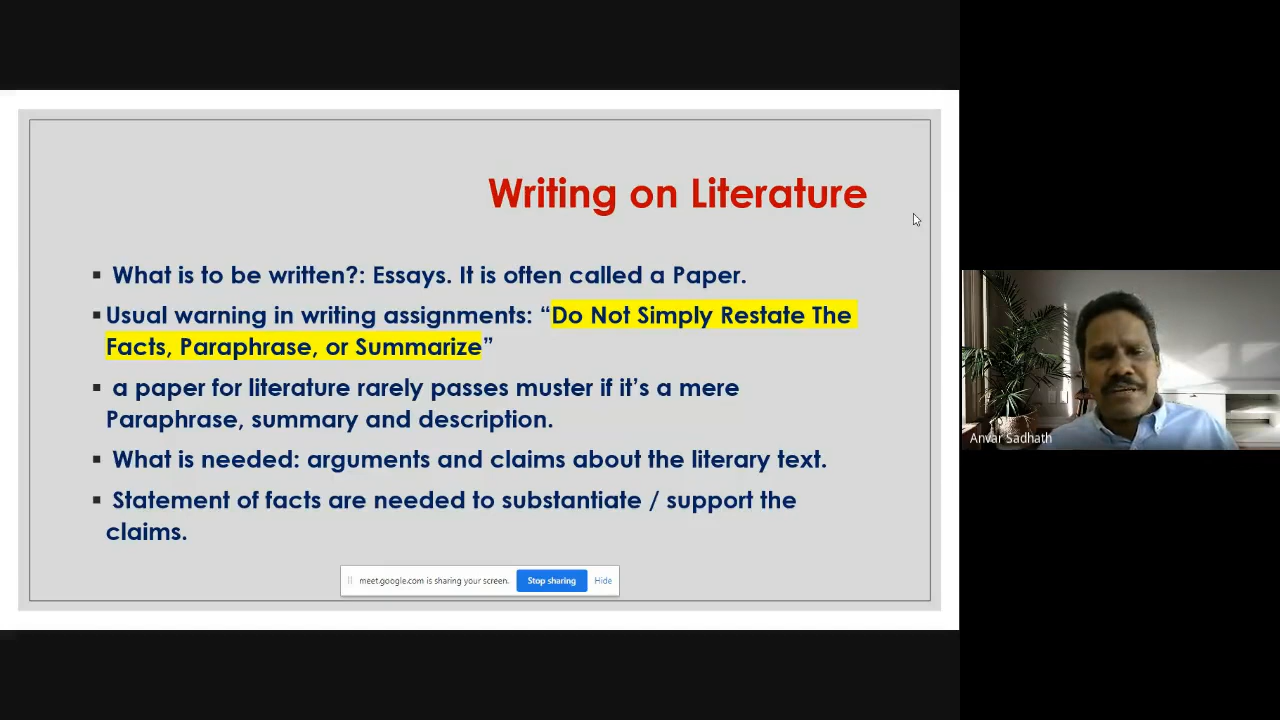 Writing on Literature
What is to be written?: Essays. It is often called a Paper.
Usual warning in writing assignments: “Do Not Simply Restate The
Facts, Paraphrase, or Summarize”
a paper for literature rarely passes muster if it’s a mere
Paraphrase, summary and description.
What is needed: arguments and claims about the literary text.
Statement of facts are needed to substantiate / support the
claims.
meet.google.com is sharing your screen. Stop sharing Hide
Anvar Sadhath